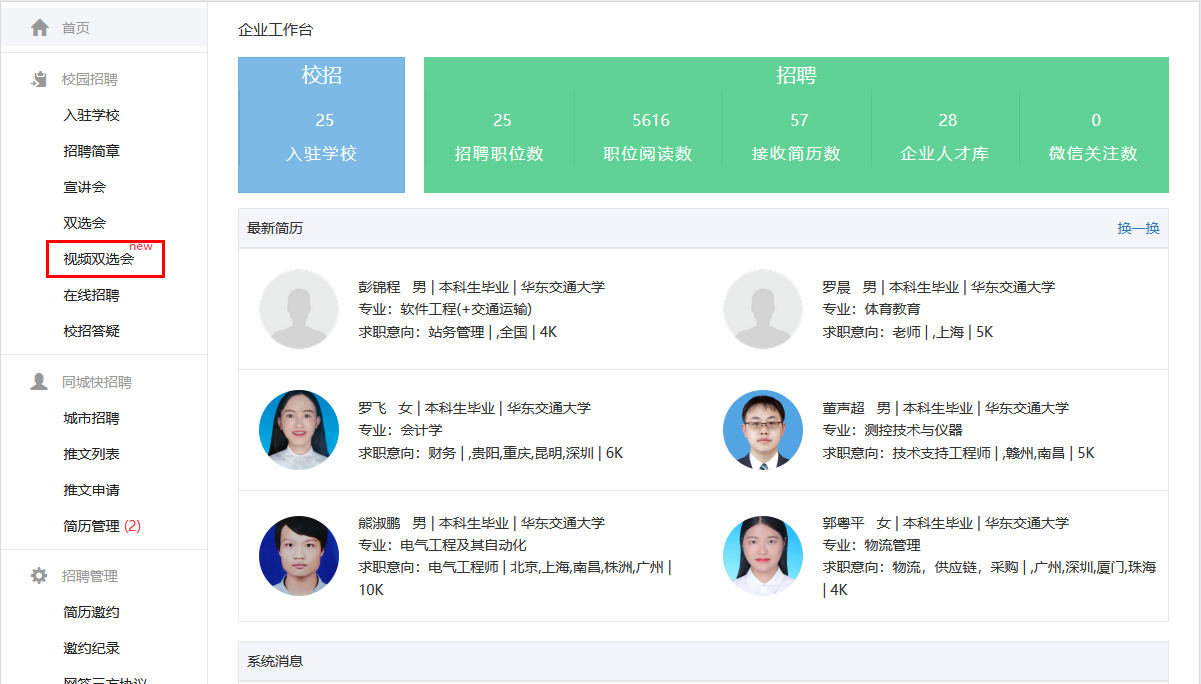 首页
校园招聘
入驻学校
招聘简章
宣讲会
双选会
new
视频双选会
在线招聘
校招答疑
同城快招聘
城市招聘
推文列表
推文申请
简历管理 (2)
招聘管理
简历邀约
邀约纪录
网签三方协议
企业工作台
校招
25
入驻学校
招聘
25
招聘职位数
5616
职位阅读数
57
接收简历数
28
企业人才库
0
微信关注数
最新简历
换一换
彭锦程 男 | 本科生毕业 | 华东交通大学
专业：软件工程(+交通运输)
求职意向：站务管理 | ,全国 | 4K
罗晨 男 | 本科生毕业 | 华东交通大学
专业：体育教育
求职意向：老师 | ,上海 | 5K
罗飞 女 | 本科生毕业 | 华东交通大学
专业：会计学
求职意向：财务 | ,贵阳,重庆,昆明,深圳 | 6K
董声超 男 | 本科生毕业 | 华东交通大学
专业：测控技术与仪器
求职意向：技术支持工程师 | ,赣州,南昌 | 5K
熊淑鹏 男 | 本科生毕业 | 华东交通大学
专业：电气工程及其自动化
求职意向：电气工程师 | 北京,上海,南昌,株洲,广州 |
10K
郭粤平 女 | 本科生毕业 | 华东交通大学
专业：物流管理
求职意向：物流，供应链，采购 | ,广州,深圳,厦门,珠海
| 4K
系统消息